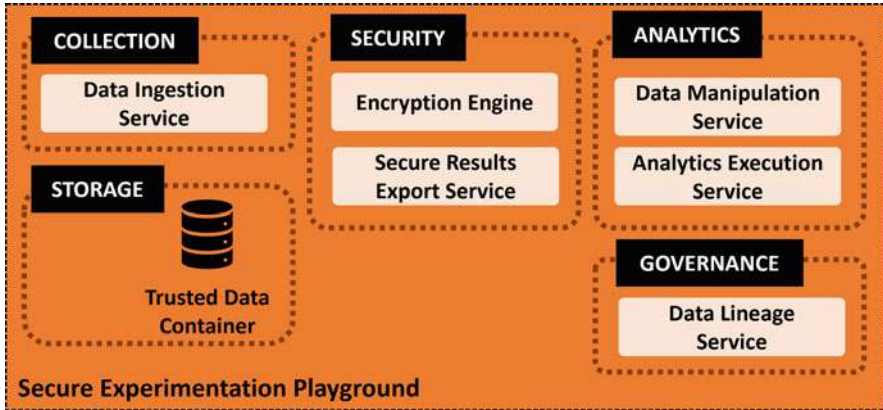 COLLECTION
Data Ingestion
Service
STORAGE
Trusted Data
Container
SECURITY
Encryption Engine
Secure Results
Export Service
ANALYTICS
Data Manipulation
Service
Analytics Execution
Service
GOVERNANCE
Data Lineage
Service
Secure Experimentation Playground